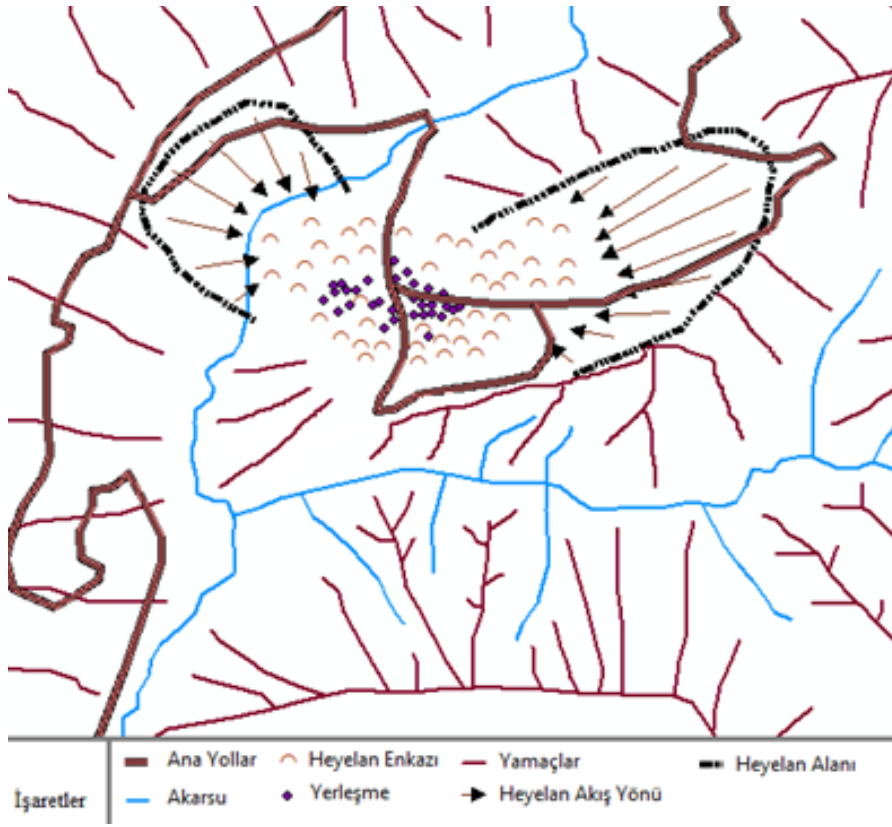 İşaretler
Ana Yollar
Heyelan Enkazı
Yamaçlar
Heyelan Alanı
Akarsu
Yerleşme
Heyelan Akış Yönü